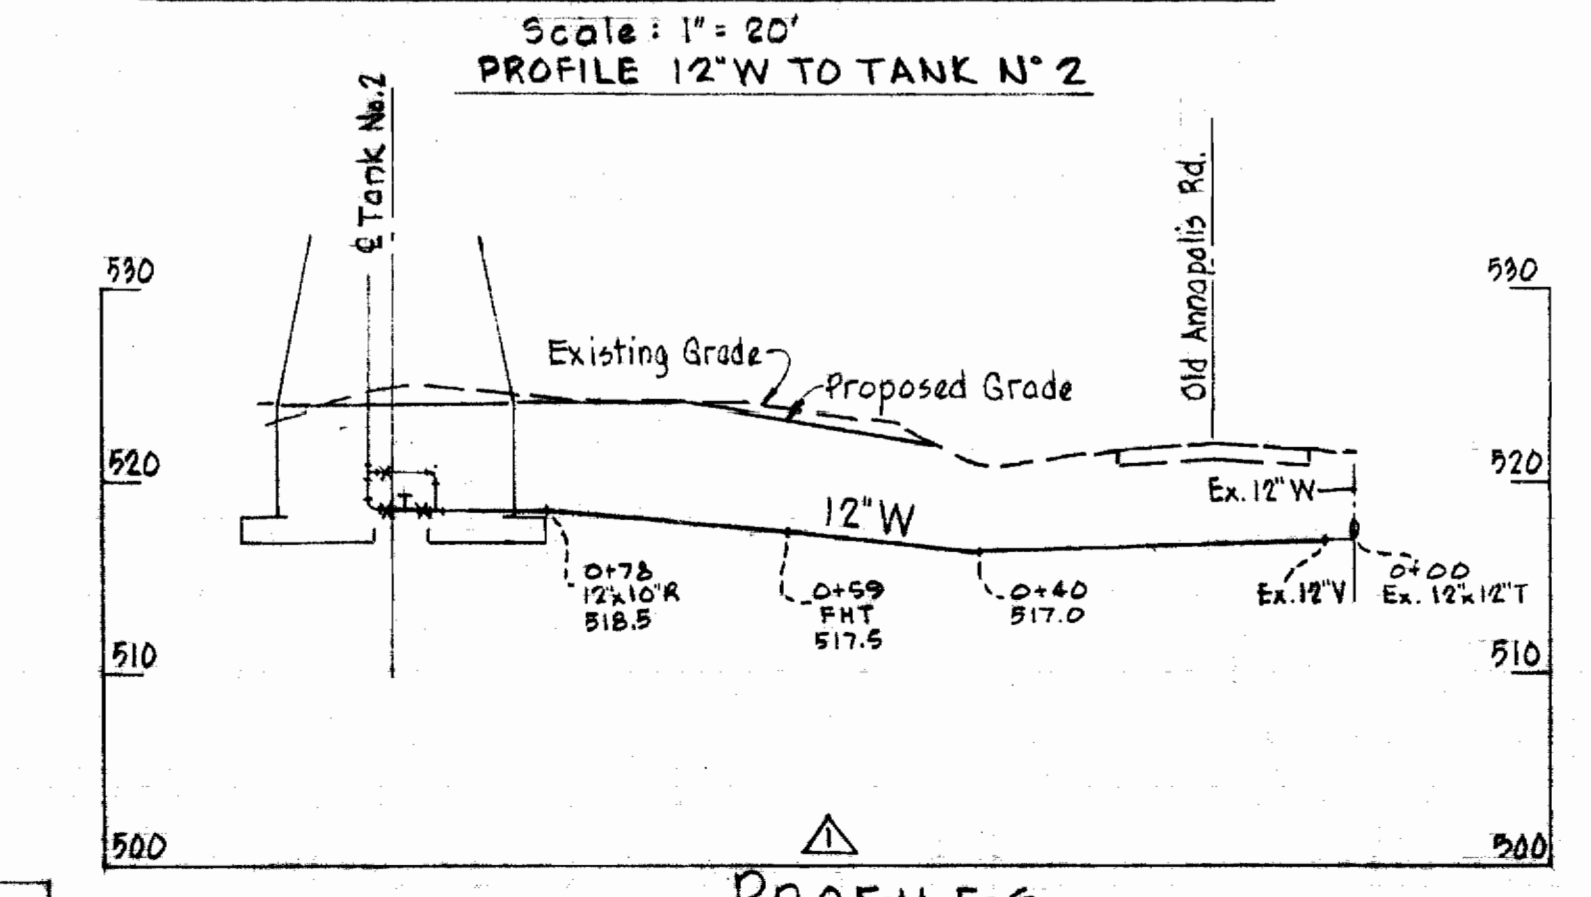 Scale: 1" = 20'
PROFILE 12"W TO TANK N° 2
℄ Tank No.2
Old Annapolis Rd.
530
530
Existing Grade
Proposed Grade
520
520
Ex. 12" W
12" W
0+78
12"x10"R
518.5
0+59
FHT
517.5
0+40
517.0
Ex. 12"V
0+00
Ex. 12"x12"T
T
510
510
1
500
500
PROFILES